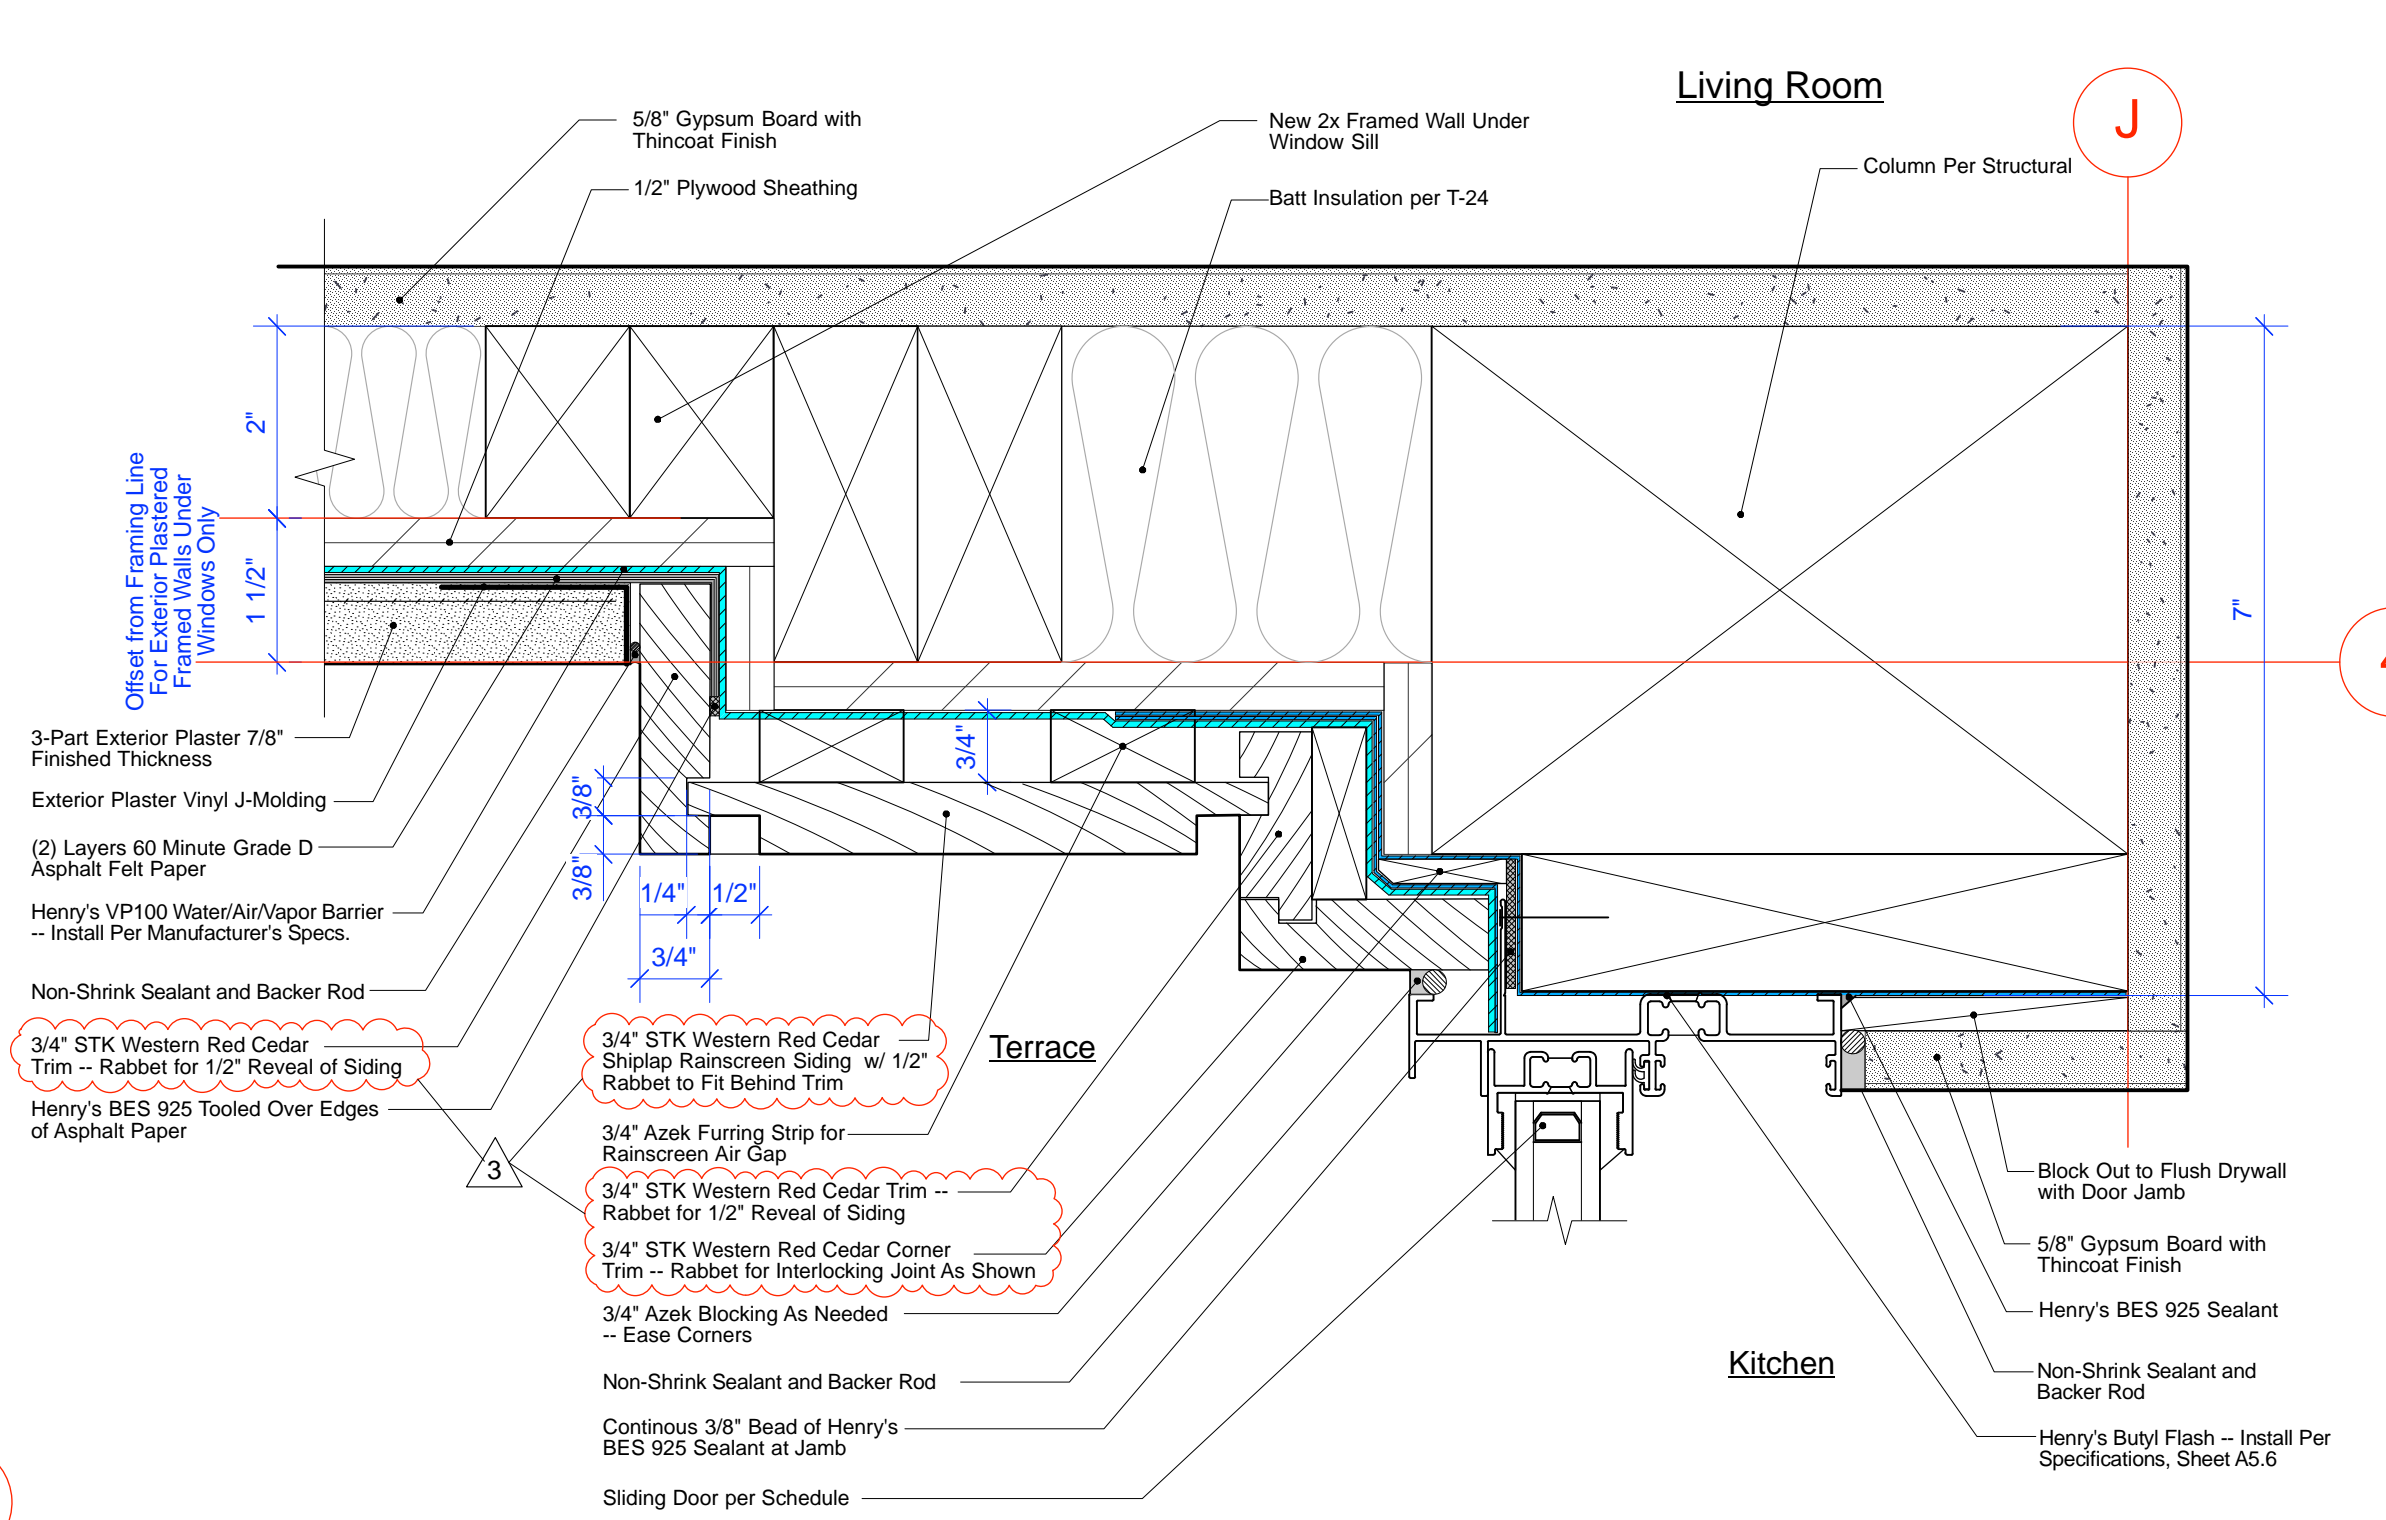 Living Room
J
5/8" Gypsum Board with
Thincoat Finish
1/2" Plywood Sheathing
New 2x Framed Wall Under
Window Sill
Batt Insulation per T-24
Column Per Structural
2"
1 1/2"
Offset from Framing Line
For Exterior Plastered
Framed Walls Under
Windows Only
7"
3/4"
3/8"
3/8"
1/4"
1/2"
3/4"
3-Part Exterior Plaster 7/8"
Finished Thickness
Exterior Plaster Vinyl J-Molding
(2) Layers 60 Minute Grade D
Asphalt Felt Paper
Henry's VP100 Water/Air/Vapor Barrier
-- Install Per Manufacturer's Specs.
Non-Shrink Sealant and Backer Rod
3/4" STK Western Red Cedar
Trim -- Rabbet for 1/2" Reveal of Siding
Henry's BES 925 Tooled Over Edges
of Asphalt Paper
3
Terrace
3/4" STK Western Red Cedar
Shiplap Rainscreen Siding w/ 1/2"
Rabbet to Fit Behind Trim
3/4" Azek Furring Strip for
Rainscreen Air Gap
3/4" STK Western Red Cedar Trim --
Rabbet for 1/2" Reveal of Siding
3/4" STK Western Red Cedar Corner
Trim -- Rabbet for Interlocking Joint As Shown
3/4" Azek Blocking As Needed
-- Ease Corners
Non-Shrink Sealant and Backer Rod
Continous 3/8" Bead of Henry's
BES 925 Sealant at Jamb
Sliding Door per Schedule
Kitchen
Block Out to Flush Drywall
with Door Jamb
5/8" Gypsum Board with
Thincoat Finish
Henry's BES 925 Sealant
Non-Shrink Sealant and
Backer Rod
Henry's Butyl Flash -- Install Per
Specifications, Sheet A5.6